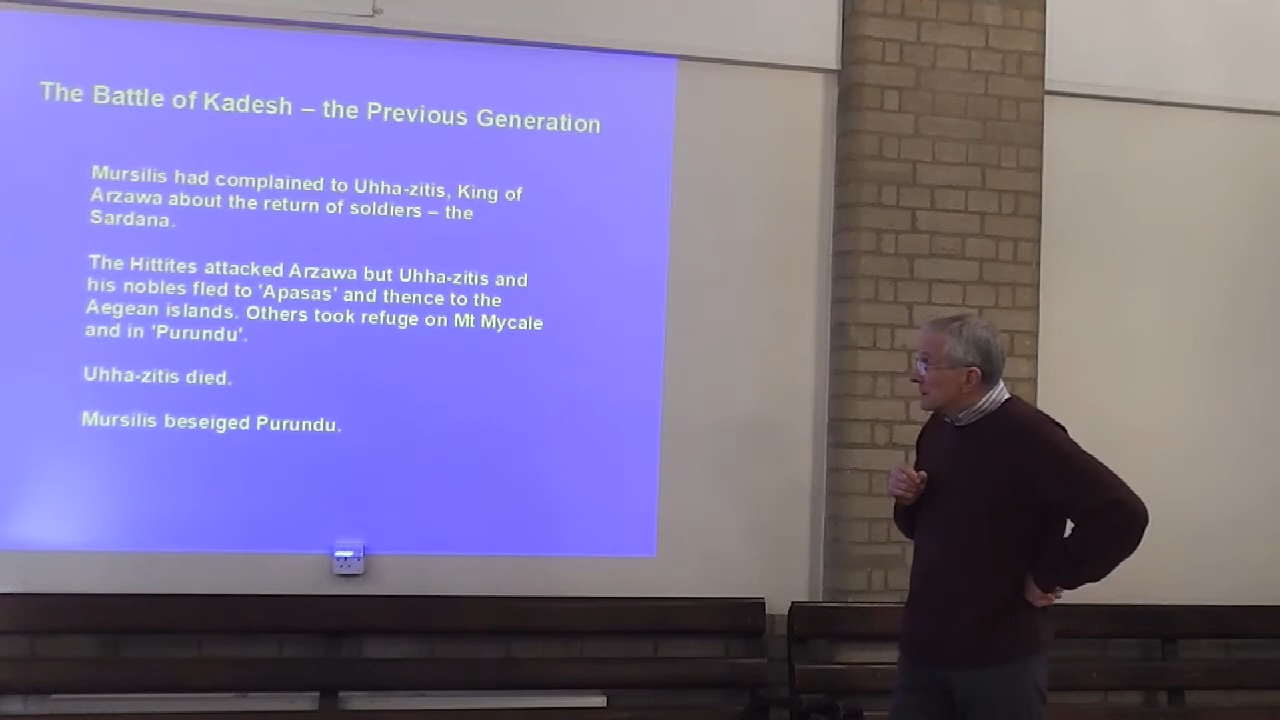 The Battle of Kadesh – the Previous Generation
Mursilis had complained to Uhha-zitis, King of
Arzawa about the return of soldiers – the
Sardana.
The Hittites attacked Arzawa but Uhha-zitis and
his nobles fled to 'Apasas' and thence to the
Aegean islands. Others took refuge on Mt Mycale
and in 'Purundu'.
Uhha-zitis died.
Mursilis beseiged Purundu.